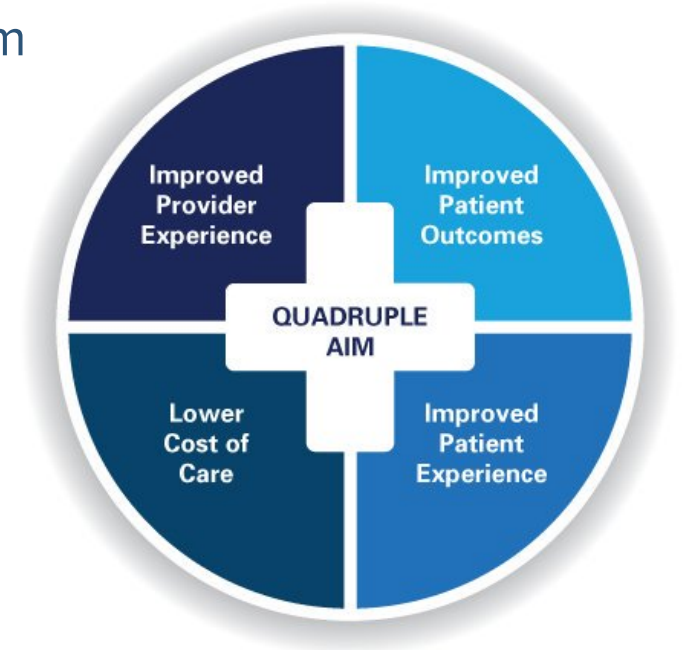 m
Improved
Provider
Experience
Improved
Patient
Outcomes
QUADRUPLE
AIM
Lower
Cost of
Care
Improved
Patient
Experience